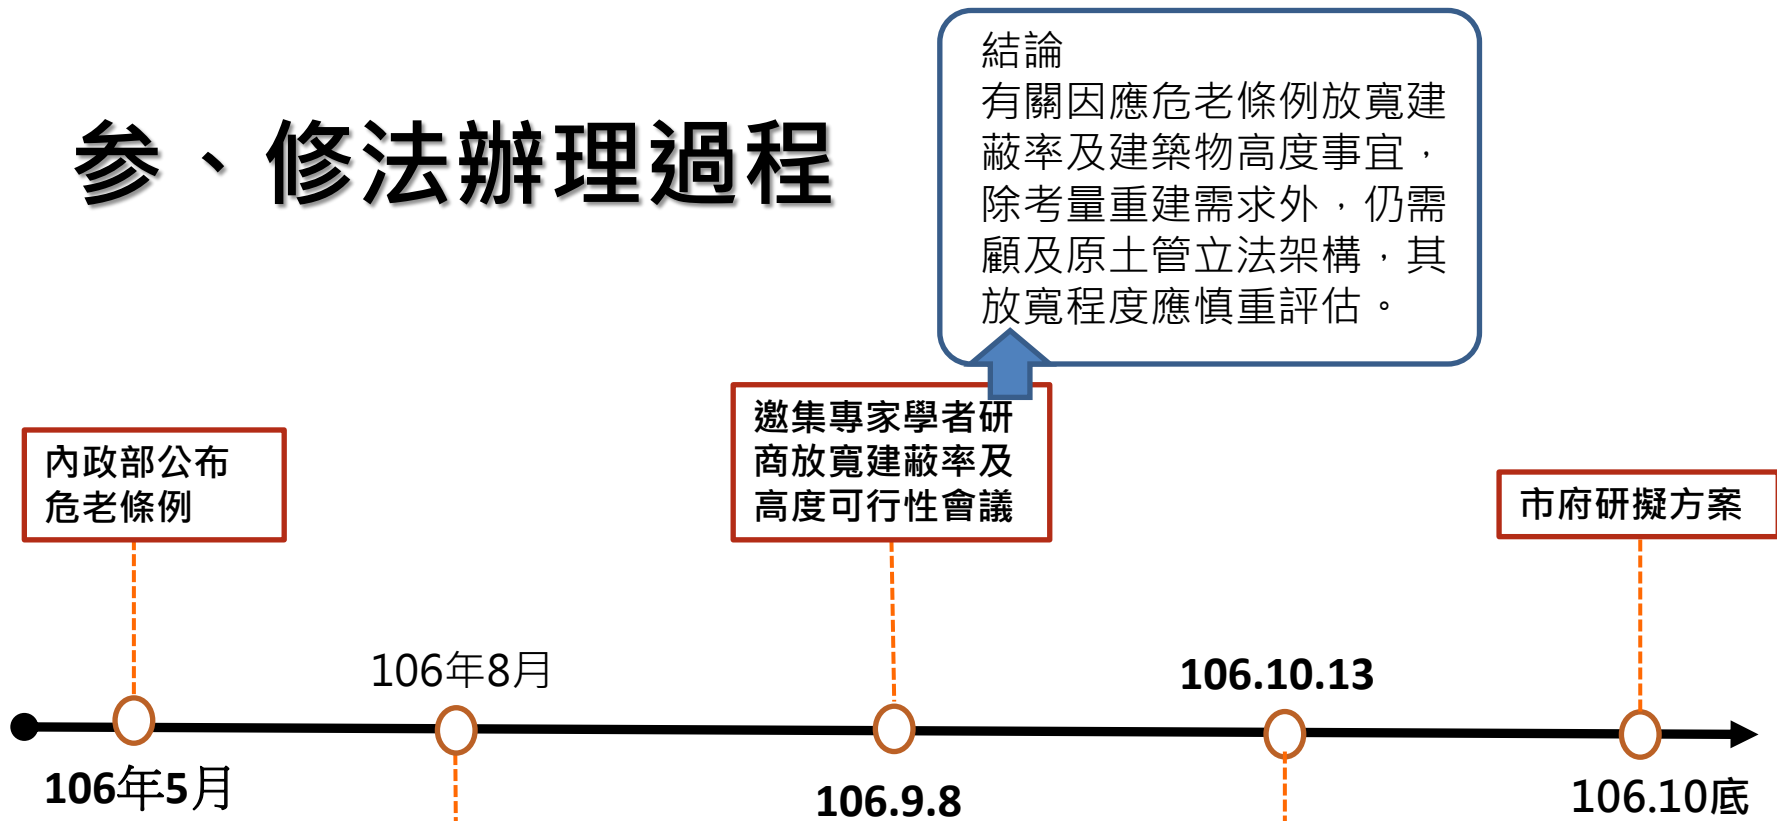 参、修法辦理過程
結論
有關因應危老條例放寬建
蔽率及建築物高度事宜，
除考量重建需求外，仍需
顧及原土管立法架構，其
放寬程度應慎重評估。
內政部公布
危老條例
邀集專家學者研
商放寬建蔽率及
高度可行性會議
市府研擬方案
106年8月
106.10.13
106年5月
106.9.8
106.10底